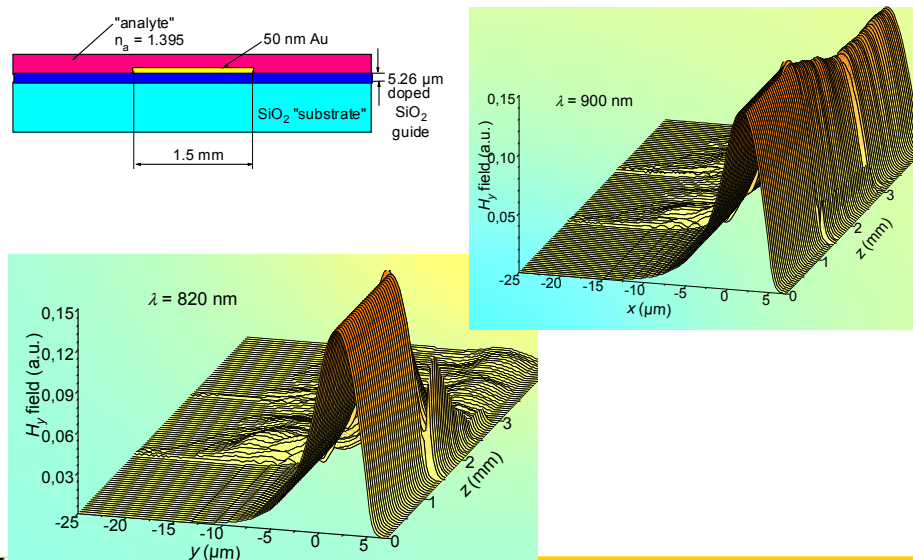 "analyte"
n_a = 1.395
50 nm Au
5.26 µm
doped
SiO₂
guide
SiO₂ "substrate"
1.5 mm
λ = 900 nm
H_y field (a.u.)
0,15
0,10
0,05
-25
-20
-15
-10
-5
0
5
x (µm)
0
1
2
3
z (mm)
λ = 820 nm
H_y field (a.u.)
0,15
0,12
0,09
0,06
0,03
-25
-20
-15
-10
-5
0
5
y (µm)
0
1
2
3
z (mm)